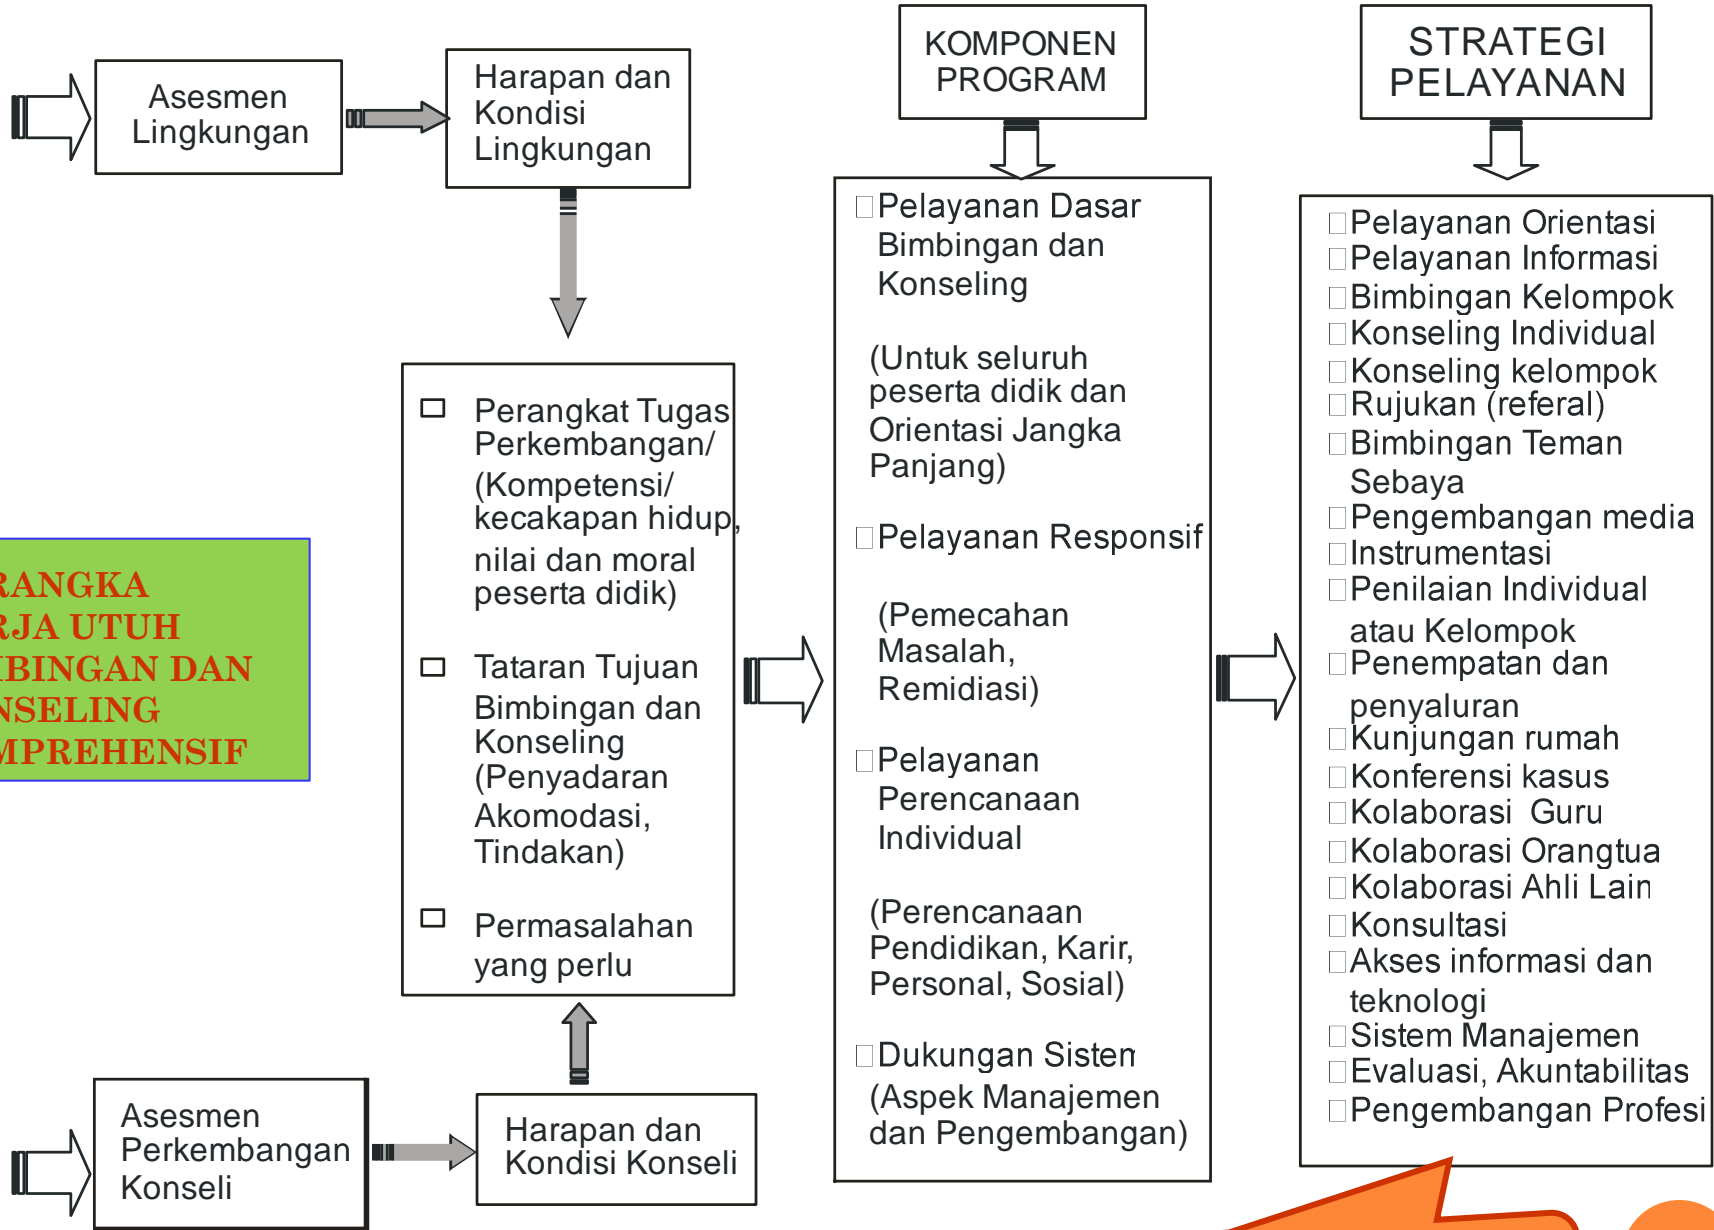 Asesmen
Lingkungan
Harapan dan
Kondisi
Lingkungan
KOMPONEN
PROGRAM
STRATEGI
PELAYANAN
Perangkat Tugas
Perkembangan/
(Kompetensi/
kecakapan hidup,
nilai dan moral
peserta didik)
Tataran Tujuan
Bimbingan dan
Konseling
(Penyadaran
Akomodasi,
Tindakan)
Permasalahan
yang perlu
RANGKA
RJA UTUH
BINGAN DAN
NSELING
MPREHENSIF
Asesmen
Perkembangan
Konseli
Harapan dan
Kondisi Konseli
Pelayanan Dasar
Bimbingan dan
Konseling
(Untuk seluruh
peserta didik dan
Orientasi Jangka
Panjang)
Pelayanan Responsif
(Pemecahan
Masalah,
Remidiasi)
Pelayanan
Perencanaan
Individual
(Perencanaan
Pendidikan, Karir,
Personal, Sosial)
Dukungan Sistem
(Aspek Manajemen
dan Pengembangan)
Pelayanan Orientasi
Pelayanan Informasi
Bimbingan Kelompok
Konseling Individual
Konseling kelompok
Rujukan (referal)
Bimbingan Teman
Sebaya
Pengembangan media
Instrumentasi
Penilaian Individual
atau Kelompok
Penempatan dan
penyaluran
Kunjungan rumah
Konferensi kasus
Kolaborasi Guru
Kolaborasi Orangtua
Kolaborasi Ahli Lain
Konsultasi
Akses informasi dan
teknologi
Sistem Manajemen
Evaluasi, Akuntabilitas
Pengembangan Profesi